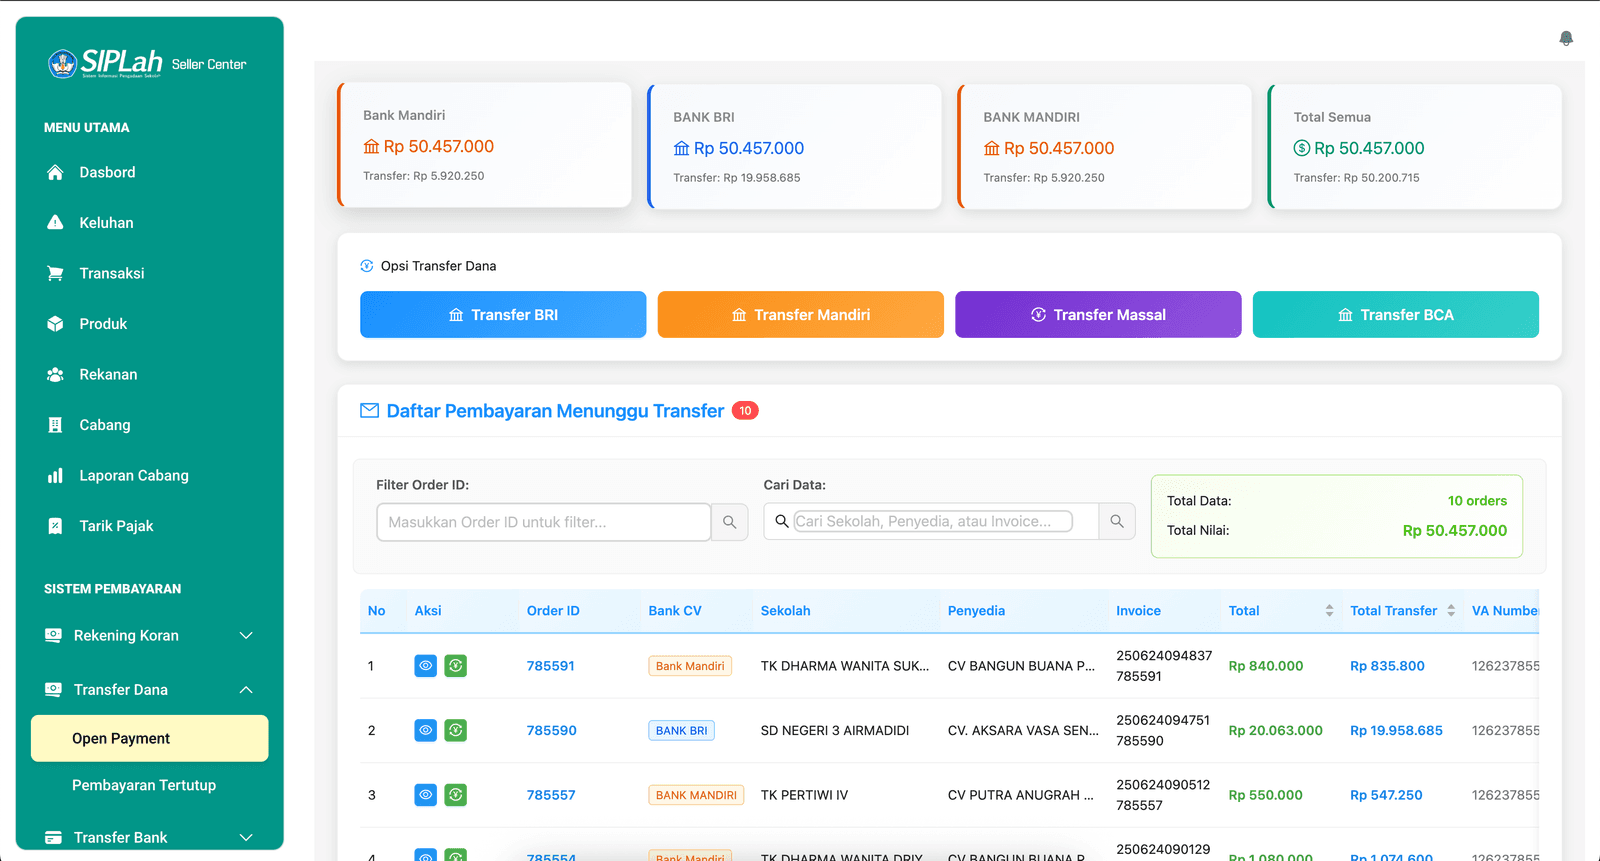 SIPLah Seller Center
Sistem Informasi Pengadaan Sekolah
MENU UTAMA
Dasbord
Keluhan
Transaksi
Produk
Rekanan
Cabang
Laporan Cabang
Tarik Pajak
SISTEM PEMBAYARAN
Rekening Koran
Transfer Dana
Open Payment
Pembayaran Tertutup
Transfer Bank
Bank Mandiri
Rp 50.457.000
Transfer: Rp 5.920.250
BANK BRI
Rp 50.457.000
Transfer: Rp 19.958.685
BANK MANDIRI
Rp 50.457.000
Transfer: Rp 5.920.250
Total Semua
Rp 50.457.000
Transfer: Rp 50.200.715
Opsi Transfer Dana
Transfer BRI
Transfer Mandiri
Transfer Massal
Transfer BCA
Daftar Pembayaran Menunggu Transfer 10
Filter Order ID:
Masukkan Order ID untuk filter...
Cari Data:
Cari Sekolah, Penyedia, atau Invoice...
Total Data: 10 orders
Total Nilai: Rp 50.457.000
No Aksi Order ID Bank CV Sekolah Penyedia Invoice Total Total Transfer VA Number
1 785591 Bank Mandiri TK DHARMA WANITA SUK... CV BANGUN BUANA P... 250624094837 785591 Rp 840.000 Rp 835.800 126237855
2 785590 BANK BRI SD NEGERI 3 AIRMADIDI CV. AKSARA VASA SEN... 250624094751 785590 Rp 20.063.000 Rp 19.958.685 126237855
3 785557 BANK MANDIRI TK PERTIWI IV CV PUTRA ANUGRAH ... 250624090512 785557 Rp 550.000 Rp 547.250 126237855
4 785554 Bank Mandiri TK DHARMA WANITA DRIY... CV BANGUN BUANA P... 250624090129 Rp 1.080.000 Rp 1.074.600 126237855